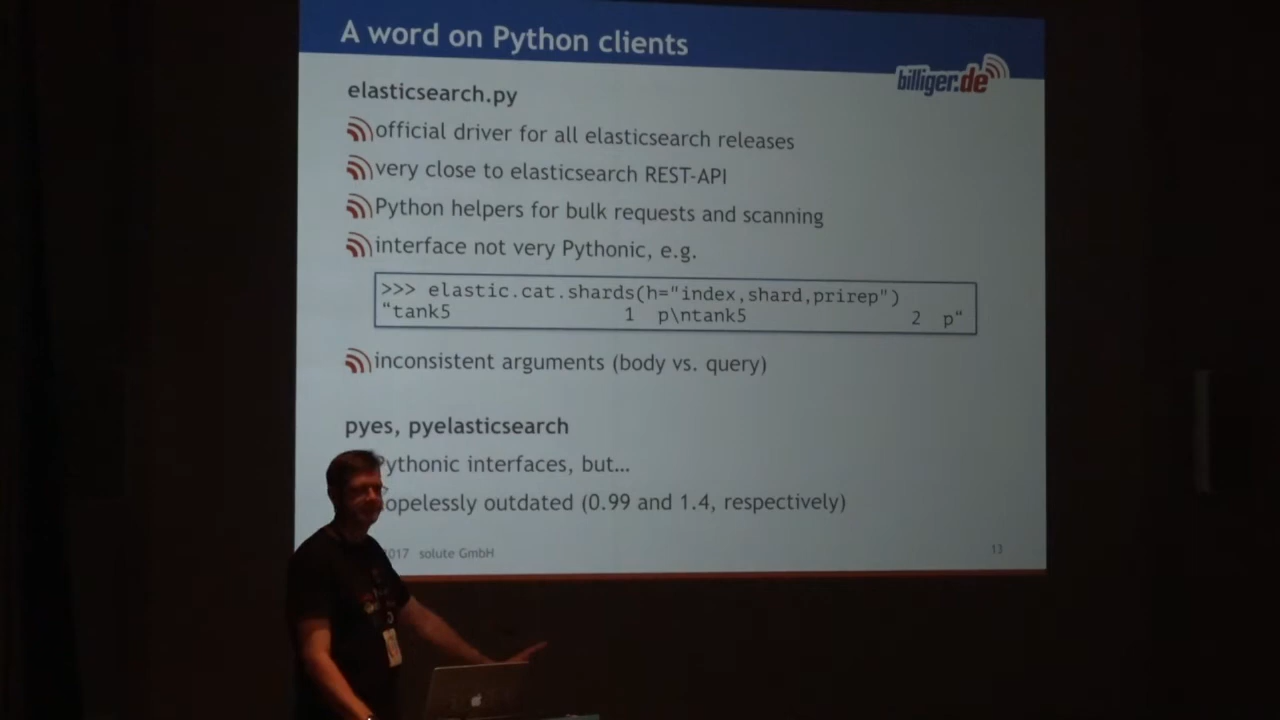 A word on Python clients
billiger.de
elasticsearch.py
official driver for all elasticsearch releases
very close to elasticsearch REST-API
Python helpers for bulk requests and scanning
interface not very Pythonic, e.g.
>>> elastic.cat.shards(h="index,shard,prirep")
“tank5 1 p\ntank5 2 p“
inconsistent arguments (body vs. query)
pyes, pyelasticsearch
Pythonic interfaces, but…
opelessly outdated (0.99 and 1.4, respectively)
2017 solute GmbH
13